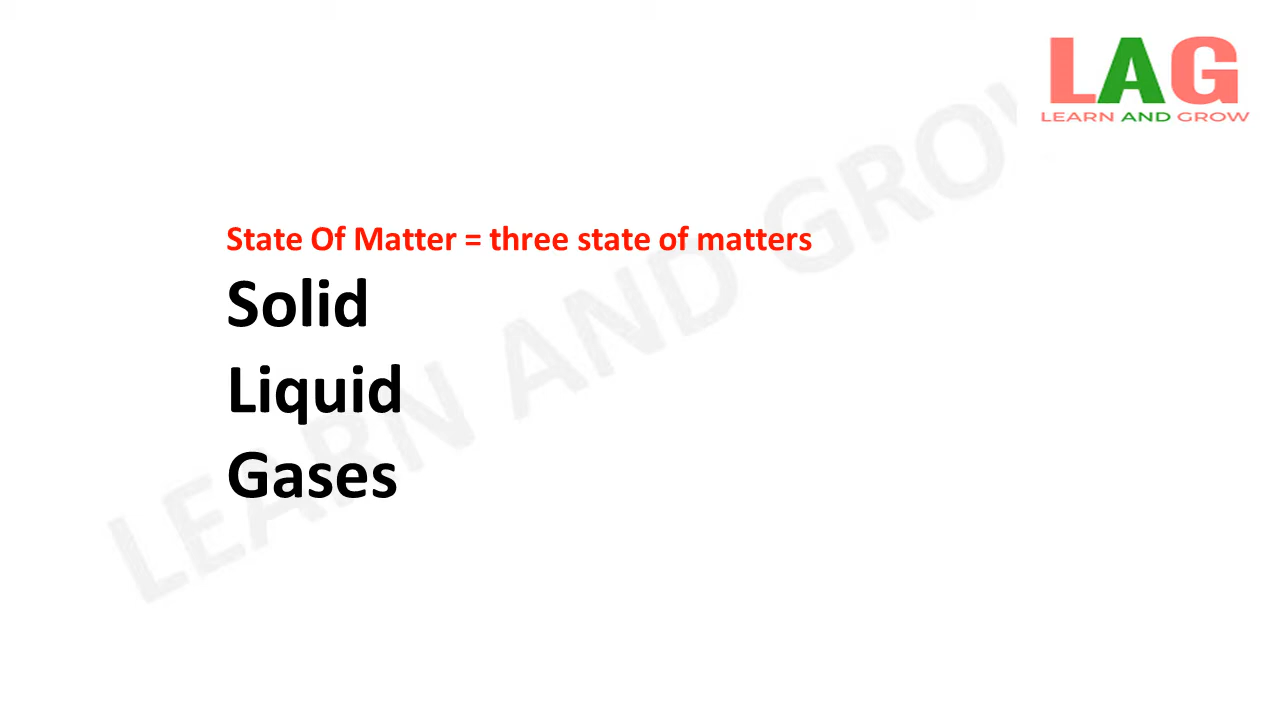 LAG
LEARN AND GROW
State Of Matter = three state of matters
Solid
Liquid
Gases
LEARN AND GROW